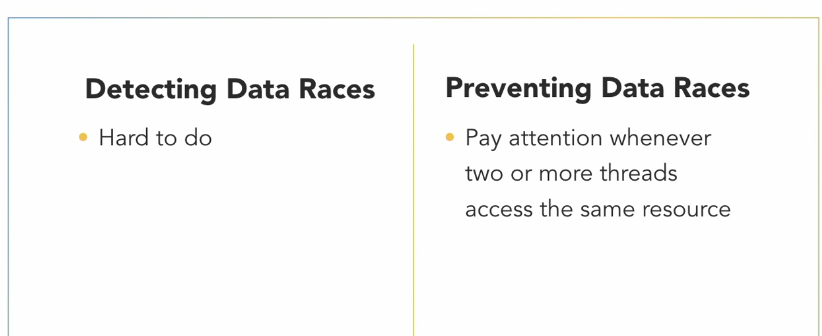 Detecting Data Races
Hard to do
Preventing Data Races
Pay attention whenever
two or more threads
access the same resource